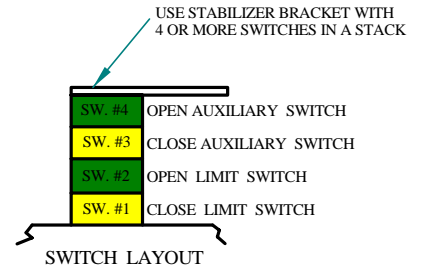 USE STABILIZER BRACKET WITH
4 OR MORE SWITCHES IN A STACK
SW. #4 OPEN AUXILIARY SWITCH
SW. #3 CLOSE AUXILIARY SWITCH
SW. #2 OPEN LIMIT SWITCH
SW. #1 CLOSE LIMIT SWITCH
SWITCH LAYOUT